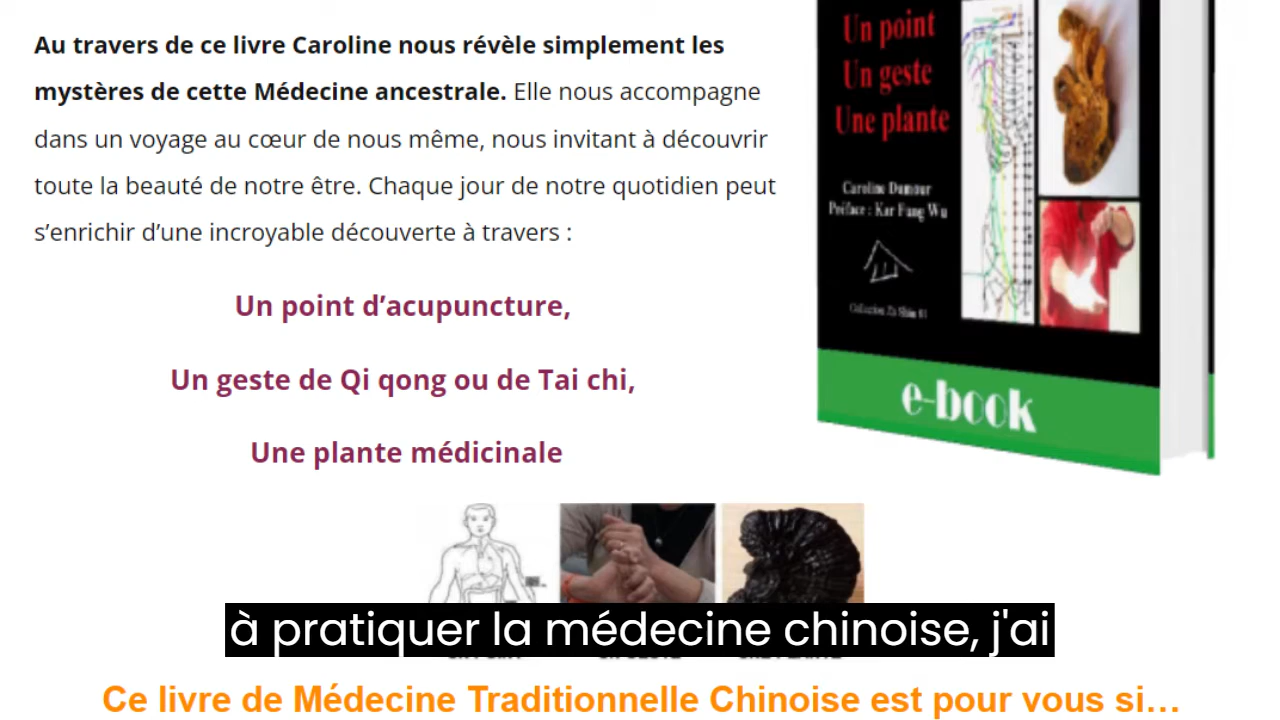 Au travers de ce livre Caroline nous révèle simplement les
mystères de cette Médecine ancestrale. Elle nous accompagne
dans un voyage au cœur de nous même, nous invitant à découvrir
toute la beauté de notre être. Chaque jour de notre quotidien peut
s’enrichir d’une incroyable découverte à travers :
Un point d’acupuncture,
Un geste de Qi qong ou de Tai chi,
Une plante médicinale
Un point
Un geste
Une plante
Caroline Dumour
Préface : Kar Fung Wu
e-book
à pratiquer la médecine chinoise, j'ai
Ce livre de Médecine Traditionnelle Chinoise est pour vous si…